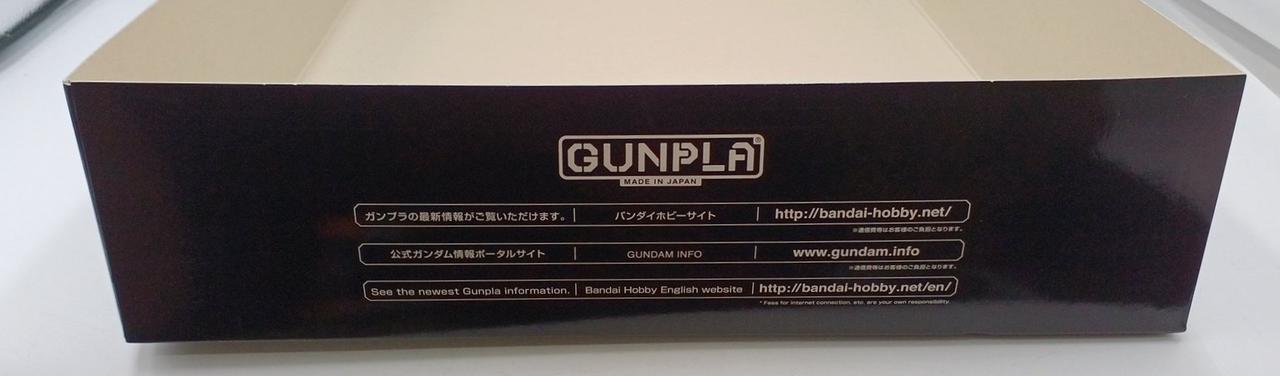 GUNPLA
MADE IN JAPAN
ガンプラの最新情報がご覧いただけます。 バンダイホビーサイト http://bandai-hobby.net/
※通信費等はお客様のご負担となります。
公式ガンダム情報ポータルサイト GUNDAM INFO www.gundam.info
※通信費等はお客様のご負担となります。
See the newest Gunpla information. Bandai Hobby English website http://bandai-hobby.net/en/
* Fees for internet connection, etc. are your own responsibility.